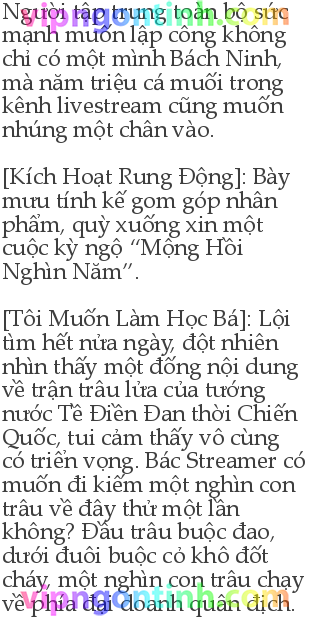 Người tập trung toàn bộ sức
mạnh muốn lập công không
chỉ có một mình Bách Ninh,
mà năm triệu cá muối trong
kênh livestream cũng muốn
nhúng một chân vào.
[Kích Hoạt Rung Động]: Bày
mưu tính kế gom góp nhân
phẩm, quỳ xuống xin một
cuộc kỳ ngộ “Mộng Hồi
Nghìn Năm”.
[Tôi Muốn Làm Học Bá]: Lội
tìm hết nửa ngày, đột nhiên
nhìn thấy một đống nội dung
về trận trâu lửa của tướng
nước Tề Điền Đan thời Chiến
Quốc, tui cảm thấy vô cùng
có triển vọng. Bác Streamer có
muốn đi kiếm một nghìn con
trâu về đây thử một lần
không? Đầu trâu buộc đao,
dưới đuôi buộc cỏ khô đốt
cháy, một nghìn con trâu chạy
về phía đại doanh quân địch.
vipngontinh.com
vipngontinh.com